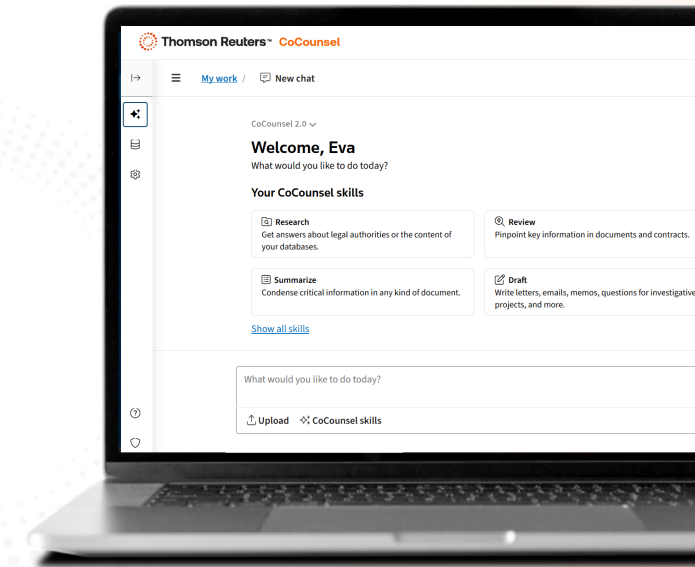 Thomson Reuters™ CoCounsel
My work / New chat
CoCounsel 2.0
Welcome, Eva
What would you like to do today?
Your CoCounsel skills
Research
Get answers about legal authorities or the content of
your databases.
Review
Pinpoint key information in documents and contracts.
Summarize
Condense critical information in any kind of document.
Draft
Write letters, emails, memos, questions for investigative
projects, and more.
Show all skills
What would you like to do today?
Upload CoCounsel skills